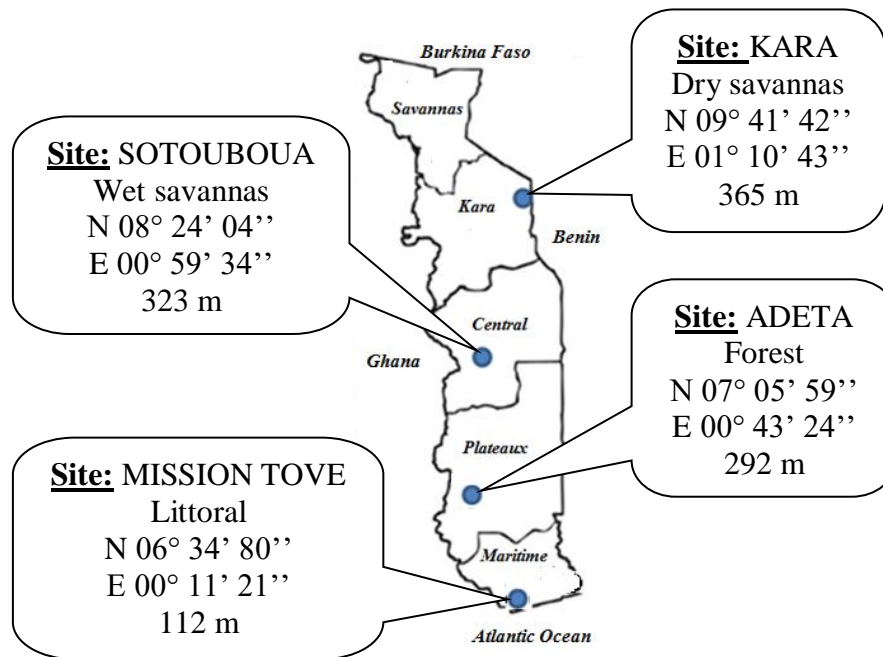 Burkina Faso
Savannas
Site: KARA
Dry savannas
N 09° 41’ 42’’
E 01° 10’ 43’’
365 m
Site: SOTOUBOUA
Wet savannas
N 08° 24’ 04’’
E 00° 59’ 34’’
323 m
Kara
Benin
Central
Ghana
Site: ADETA
Forest
N 07° 05’ 59’’
E 00° 43’ 24’’
292 m
Plateaux
Site: MISSION TOVE
Littoral
N 06° 34’ 80’’
E 00° 11’ 21’’
112 m
Maritime
Atlantic Ocean